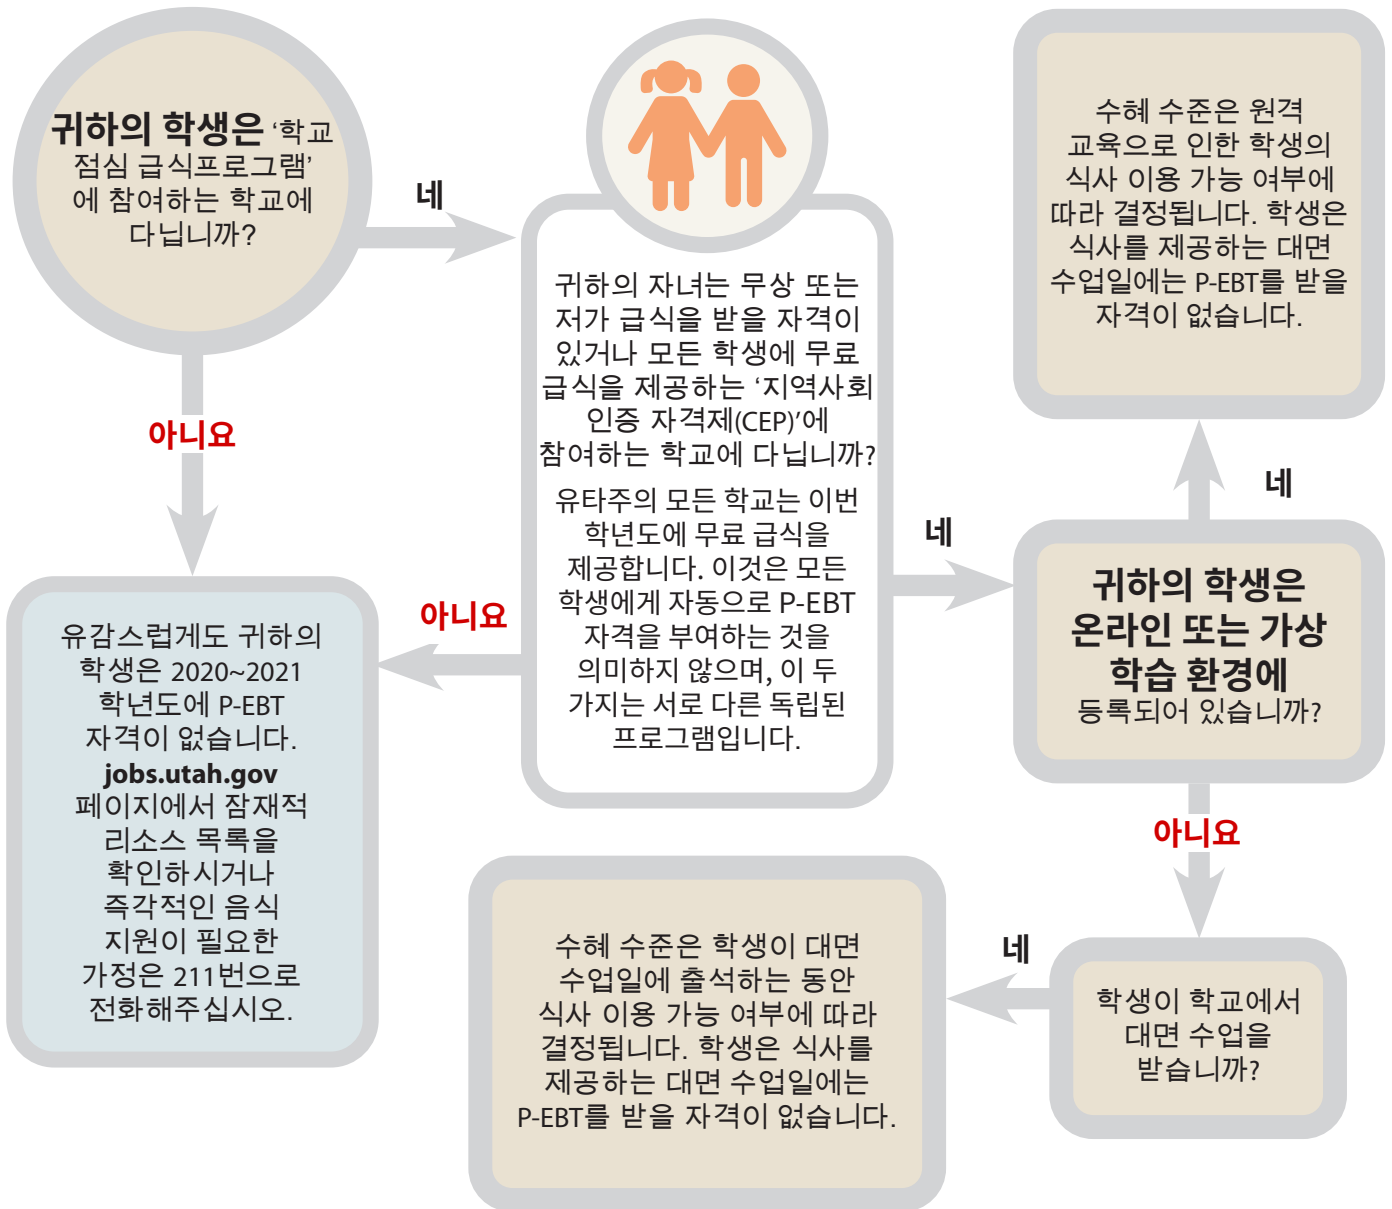 귀하의 학생은 ‘학교
점심 급식프로그램’
에 참여하는 학교에
다닙니까?
네
아니요
귀하의 자녀는 무상 또는
저가 급식을 받을 자격이
있거나 모든 학생에 무료
급식을 제공하는 ‘지역사회
인증 자격제(CEP)’에
참여하는 학교에 다닙니까?
유타주의 모든 학교는 이번
학년도에 무료 급식을
제공합니다. 이것은 모든
학생에게 자동으로 P-EBT
자격을 부여하는 것을
의미하지 않으며, 이 두
가지는 서로 다른 독립된
프로그램입니다.
아니요
유감스럽게도 귀하의
학생은 2020~2021
학년도에 P-EBT
자격이 없습니다.
jobs.utah.gov
페이지에서 잠재적
리소스 목록을
확인하시거나
즉각적인 음식
지원이 필요한
가정은 211번으로
전화해주십시오.
네
귀하의 학생은
온라인 또는 가상
학습 환경에
등록되어 있습니까?
네
수혜 수준은 원격
교육으로 인한 학생의
식사 이용 가능 여부에
따라 결정됩니다. 학생은
식사를 제공하는 대면
수업일에는 P-EBT를 받을
자격이 없습니다.
아니요
학생이 학교에서
대면 수업을
받습니까?
네
수혜 수준은 학생이 대면
수업일에 출석하는 동안
식사 이용 가능 여부에 따라
결정됩니다. 학생은 식사를
제공하는 대면 수업일에는
P-EBT를 받을 자격이 없습니다.